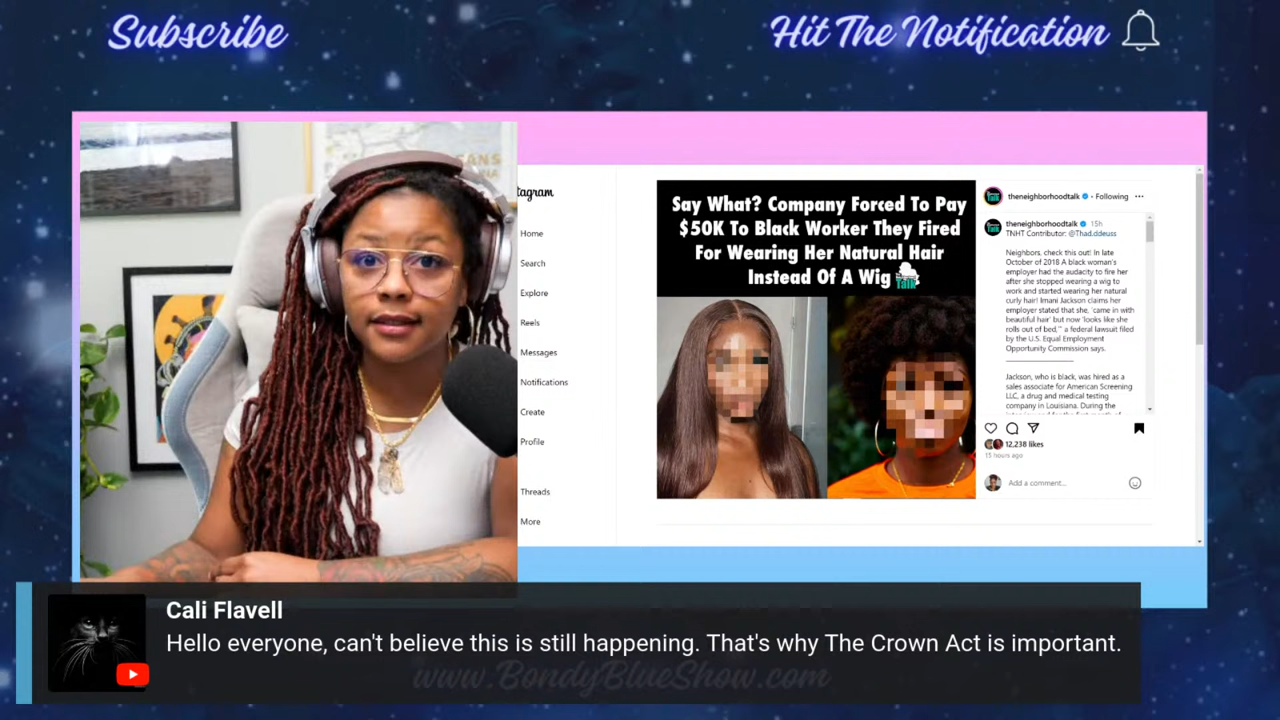 Subscribe
Hit The Notification
ANS
tagram
Home
Search
Explore
Reels
Messages
Notifications
Create
Profile
Threads
More
Say What? Company Forced To Pay
$50K To Black Worker They Fired
For Wearing Her Natural Hair
Instead Of A Wig
Talk
theneighborhoodtalk • Following
theneighborhoodtalk 15h
TNHT Contributor: @Thad.ddeuss
Neighbors, check this out! In late
October of 2018 A black woman's
employer had the audacity to fire her
after she stopped wearing a wig to
work and started wearing her natural
curly hair! Imani Jackson claims her
employer stated that she, 'came in with
beautiful hair' but now 'looks like she
rolls out of bed,'" a federal lawsuit filed
by the U.S. Equal Employment
Opportunity Commission says.
Jackson, who is black, was hired as a
sales associate for American Screening
LLC, a drug and medical testing
company in Louisiana. During the
12,238 likes
15 hours ago
Add a comment...
Cali Flavell
Hello everyone, can't believe this is still happening. That's why The Crown Act is important.
www.BondyBlueShow.com